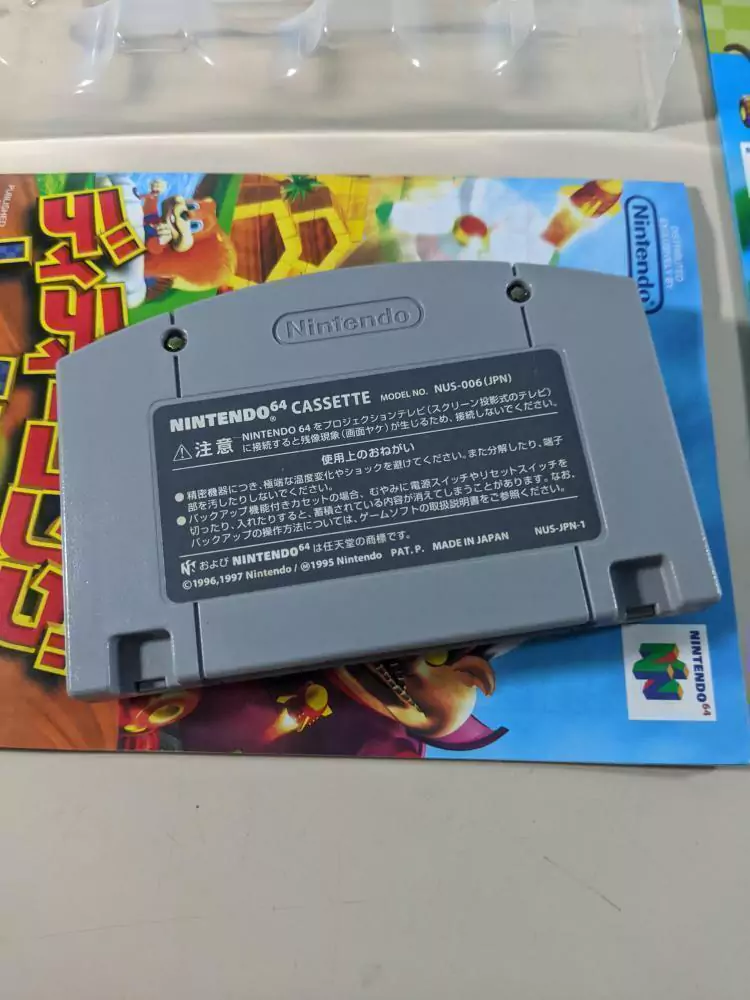 PUBLISHED
Nintendo
DISTRIBUTED
EXCLUSIVELY BY
Nintendo
NINTENDO64® CASSETTE MODEL NO. NUS-006(JPN)
注意 NINTENDO 64をプロジェクションテレビ(スクリーン投影式のテレビ)
に接続すると残像現象(画面ヤケ)が生じるため、接続しないでください。
使用上のおねがい
●精密機器につき、極端な温度変化やショックを避けてください。また分解したり、端子
部を汚したりしないでください。
●バックアップ機能付きカセットの場合、むやみに電源スイッチやリセットスイッチを
切ったり、入れたりすると、蓄積されている内容が消えてしまうことがあります。なお、
バックアップの操作方法については、ゲームソフトの取扱説明書をご参照ください。
および NINTENDO64 は任天堂の商標です。 NUS-JPN-1
©1996,1997 Nintendo / Ⓜ1995 Nintendo PAT. P. MADE IN JAPAN
NINTENDO64